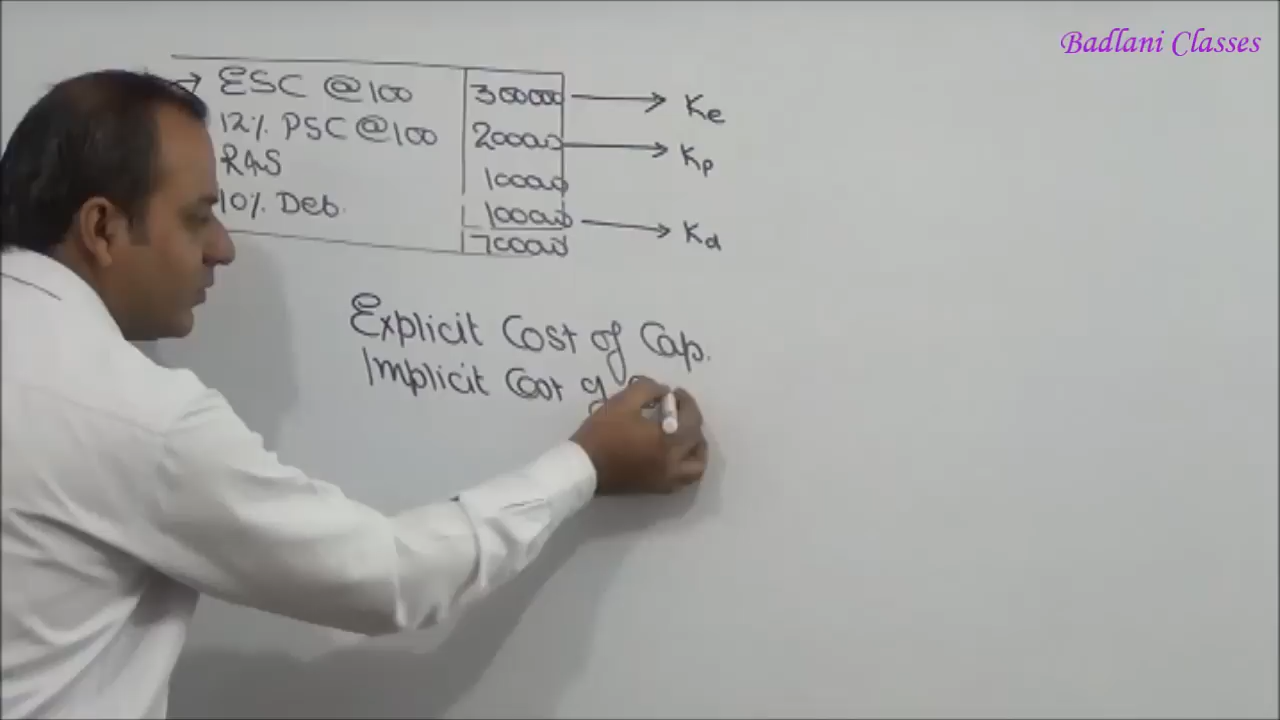 Badlani Classes
ESC @100 300000 → Ke
12% PSC @100 200000 → Kp
R&S 100000
10% Deb. 100000 → Kd
700000
Explicit Cost of Cap.
Implicit Cost of